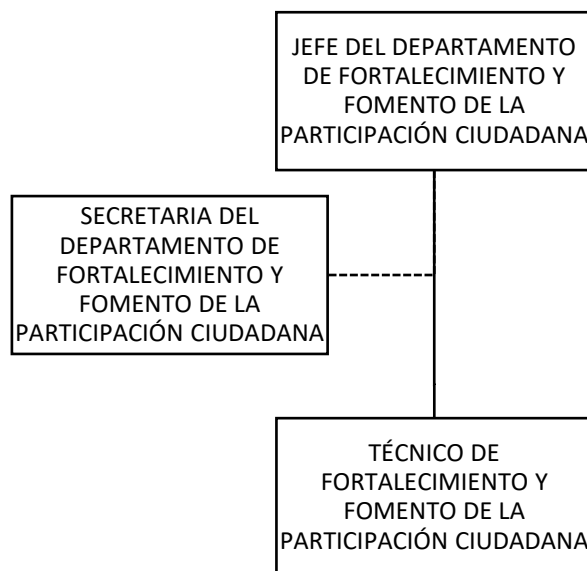 JEFE DEL DEPARTAMENTO
DE FORTALECIMIENTO Y
FOMENTO DE LA
PARTICIPACIÓN CIUDADANA
SECRETARIA DEL
DEPARTAMENTO DE
FORTALECIMIENTO Y
FOMENTO DE LA
PARTICIPACIÓN CIUDADANA
TÉCNICO DE
FORTALECIMIENTO Y
FOMENTO DE LA
PARTICIPACIÓN CIUDADANA